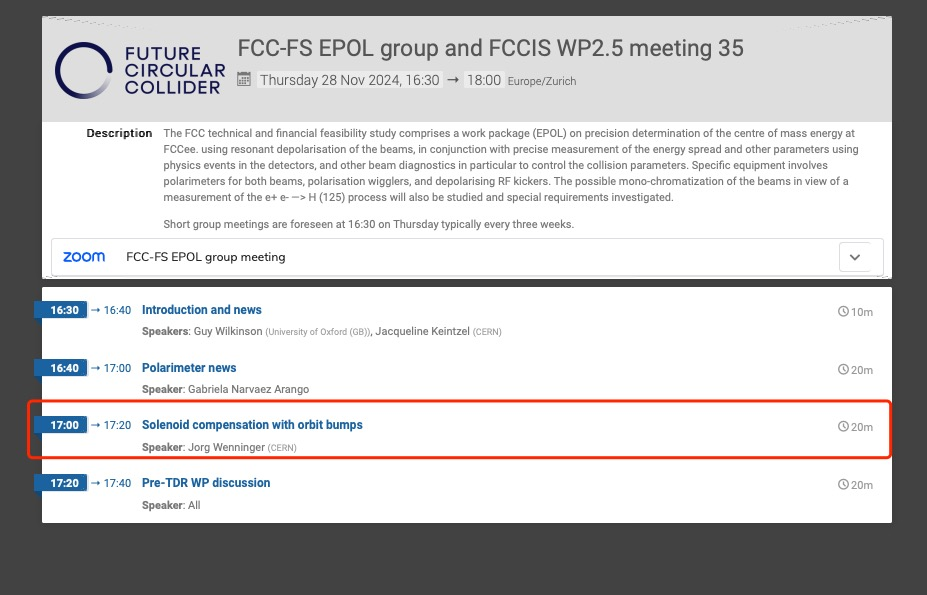 FUTURE
CIRCULAR
COLLIDER
FCC-FS EPOL group and FCCIS WP2.5 meeting 35
Thursday 28 Nov 2024, 16:30 → 18:00 Europe/Zurich
Description
The FCC technical and financial feasibility study comprises a work package (EPOL) on precision determination of the centre of mass energy at
FCCee. using resonant depolarisation of the beams, in conjunction with precise measurement of the energy spread and other parameters using
physics events in the detectors, and other beam diagnostics in particular to control the collision parameters. Specific equipment involves
polarimeters for both beams, polarisation wigglers, and depolarising RF kickers. The possible mono-chromatization of the beams in view of a
measurement of the e+ e- —> H (125) process will also be studied and special requirements investigated.
Short group meetings are foreseen at 16:30 on Thursday typically every three weeks.
zoom FCC-FS EPOL group meeting
16:30 → 16:40 Introduction and news 10m
Speakers: Guy Wilkinson (University of Oxford (GB)), Jacqueline Keintzel (CERN)
16:40 → 17:00 Polarimeter news 20m
Speaker: Gabriela Narvaez Arango
17:00 → 17:20 Solenoid compensation with orbit bumps 20m
Speaker: Jorg Wenninger (CERN)
17:20 → 17:40 Pre-TDR WP discussion 20m
Speaker: All